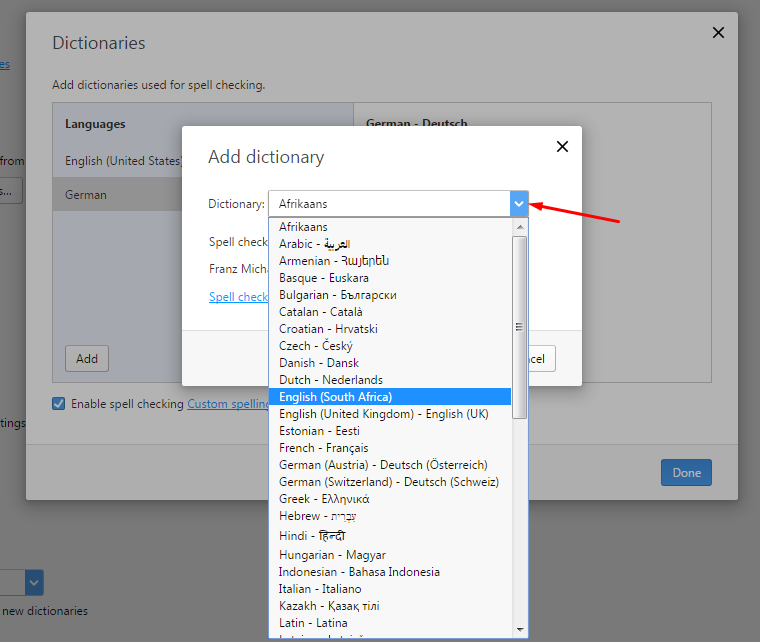 Dictionaries
es
Add dictionaries used for spell checking.
Languages
German - Deutsch
English (United States)
from
s...
German
Add dictionary
Dictionary:
Afrikaans
Spell check
Franz Micha
Spell check
Afrikaans
Arabic - العربية
Armenian - Հայերեն
Basque - Euskara
Bulgarian - Български
Catalan - Català
Croatian - Hrvatski
Czech - Český
Danish - Dansk
Dutch - Nederlands
English (South Africa)
English (United Kingdom) - English (UK)
Estonian - Eesti
French - Français
German (Austria) - Deutsch (Österreich)
German (Switzerland) - Deutsch (Schweiz)
Greek - Ελληνικά
Hebrew - עִבְרִית
Hindi - हिन्दी
Hungarian - Magyar
Indonesian - Bahasa Indonesia
Italian - Italiano
Kazakh - Қазақ тілі
Latin - Latina
cel
Add
Enable spell checking Custom spelling
tings
Done
new dictionaries